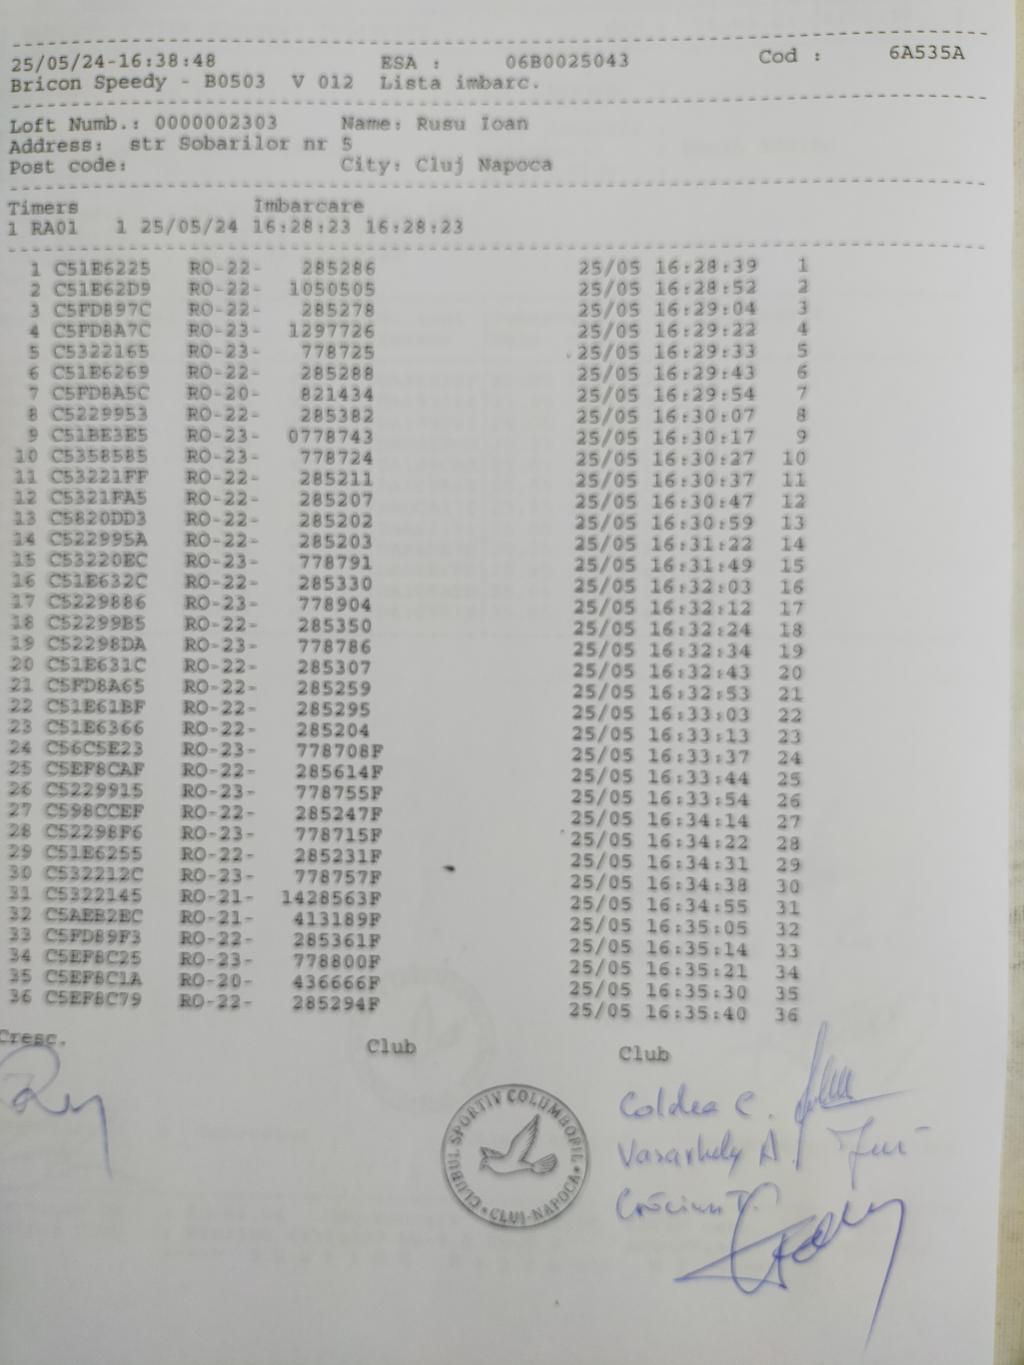 25/05/24-16:38:48 ESA : 06B0025043 Cod : 6A535A
Bricon Speedy - B0503 V 012 Lista imbarc.
Loft Numb.: 0000002303 Name: Rusu Ioan
Address: str Sobarilor nr 5
Post code: City: Cluj Napoca
Timers Imbarcare
1 RA01 1 25/05/24 16:28:23 16:28:23
1 C51E6225 RO-22- 285286 25/05 16:28:39 1
2 C51E62D9 RO-22- 1050505 25/05 16:28:52 2
3 C5FD897C RO-22- 285278 25/05 16:29:04 3
4 C5FD8A7C RO-23- 1297726 25/05 16:29:22 4
5 C5322165 RO-23- 778725 25/05 16:29:33 5
6 C51E6269 RO-22- 285288 25/05 16:29:43 6
7 C5FD8A5C RO-20- 821434 25/05 16:29:54 7
8 C5229953 RO-22- 285382 25/05 16:30:07 8
9 C51BE3E5 RO-23- 0778743 25/05 16:30:17 9
10 C5358585 RO-23- 778724 25/05 16:30:27 10
11 C53221FF RO-22- 285211 25/05 16:30:37 11
12 C5321FA5 RO-22- 285207 25/05 16:30:47 12
13 C5820DD3 RO-22- 285202 25/05 16:30:59 13
14 C522995A RO-22- 285203 25/05 16:31:22 14
15 C53220EC RO-23- 778791 25/05 16:31:49 15
16 C51E632C RO-22- 285330 25/05 16:32:03 16
17 C5229886 RO-23- 778904 25/05 16:32:12 17
18 C52299B5 RO-22- 285350 25/05 16:32:24 18
19 C52298DA RO-23- 778786 25/05 16:32:34 19
20 C51E631C RO-22- 285307 25/05 16:32:43 20
21 C5FD8A65 RO-22- 285259 25/05 16:32:53 21
22 C51E61BF RO-22- 285295 25/05 16:33:03 22
23 C51E6366 RO-22- 285204 25/05 16:33:13 23
24 C56C5E23 RO-23- 778708F 25/05 16:33:37 24
25 C5EF8CAF RO-22- 285614F 25/05 16:33:44 25
26 C5229915 RO-23- 778755F 25/05 16:33:54 26
27 C598CCEF RO-22- 285247F 25/05 16:34:14 27
28 C52298F6 RO-23- 778715F 25/05 16:34:22 28
29 C51E6255 RO-22- 285231F 25/05 16:34:31 29
30 C532212C RO-23- 778757F 25/05 16:34:38 30
31 C5322145 RO-21- 1428563F 25/05 16:34:55 31
32 C5AEB2EC RO-21- 413189F 25/05 16:35:05 32
33 C5FD89F3 RO-22- 285361F 25/05 16:35:14 33
34 C5EF8C25 RO-23- 778800F 25/05 16:35:21 34
35 C5EF8C1A RO-20- 436666F 25/05 16:35:30 35
36 C5EF8C79 RO-22- 285294F 25/05 16:35:40 36
Cresc. Club Club
Coldea C.
Vasarhely A.
Crăciun T.
CLUBUL SPORTIV COLUMBOFIL
CLUJ-NAPOCA